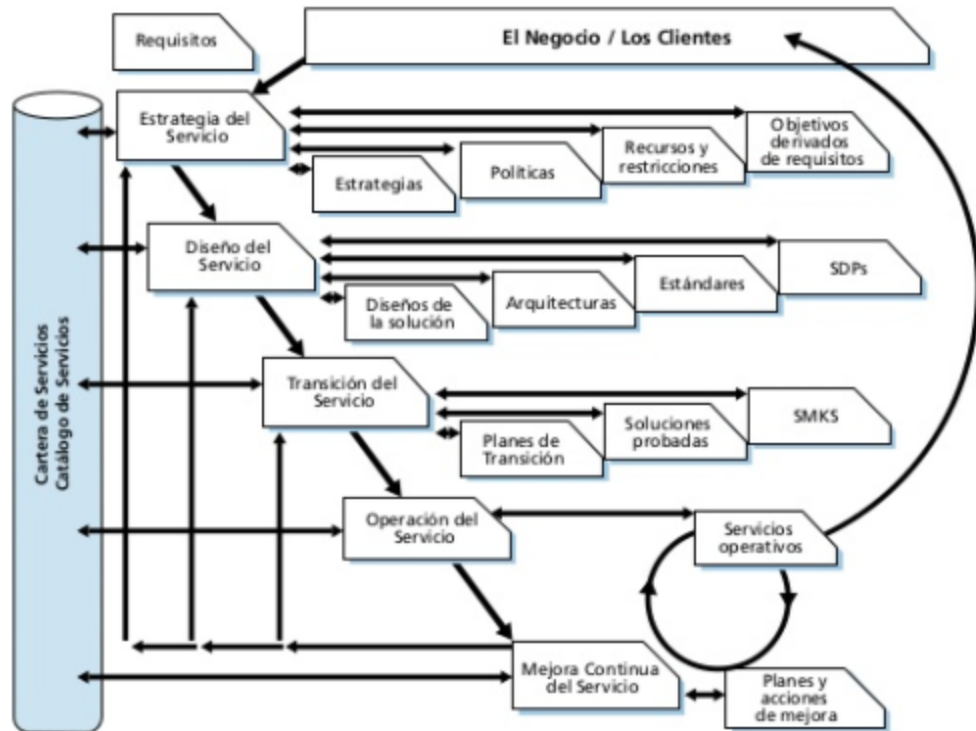 Requisitos
El Negocio / Los Clientes
Estrategia del
Servicio
Estrategias
Políticas
Recursos y
restricciones
Objetivos
derivados
de requisitos
Diseño del
Servicio
Diseños de
la solución
Arquitecturas
Estándares
SDPs
Transición del
Servicio
Planes de
Transición
Soluciones
probadas
SMKS
Operación del
Servicio
Servicios
operativos
Mejora Continua
del Servicio
Planes y
acciones
de mejora
Cartera de Servicios
Catálogo de Servicios